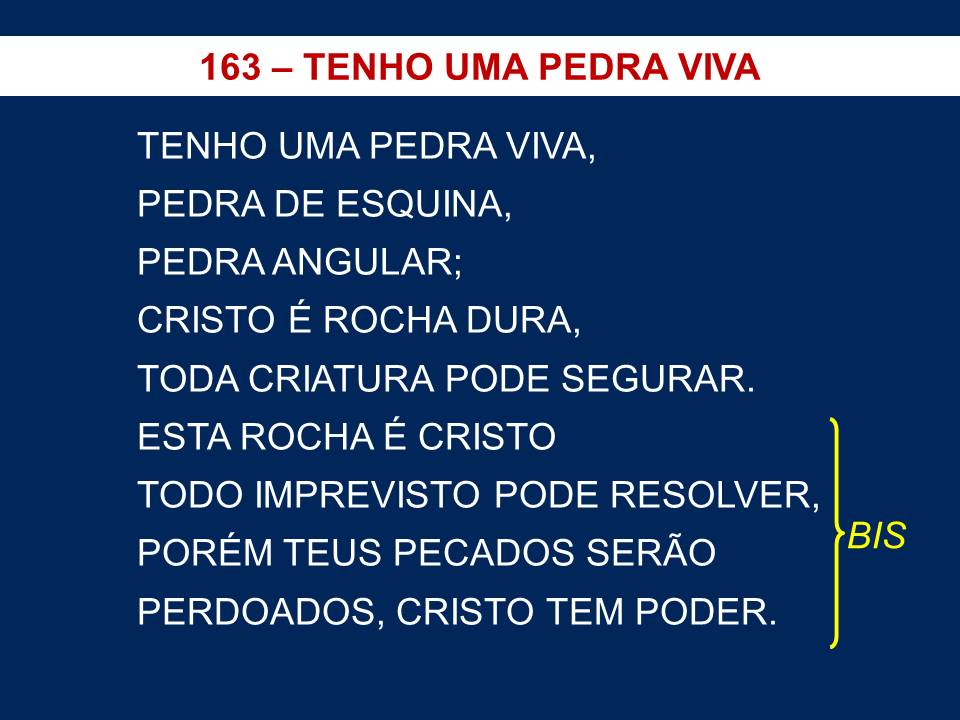 163 – TENHO UMA PEDRA VIVA
TENHO UMA PEDRA VIVA,
PEDRA DE ESQUINA,
PEDRA ANGULAR;
CRISTO É ROCHA DURA,
TODA CRIATURA PODE SEGURAR.
ESTA ROCHA É CRISTO
TODO IMPREVISTO PODE RESOLVER,
PORÉM TEUS PECADOS SERÃO
PERDOADOS, CRISTO TEM PODER.
BIS